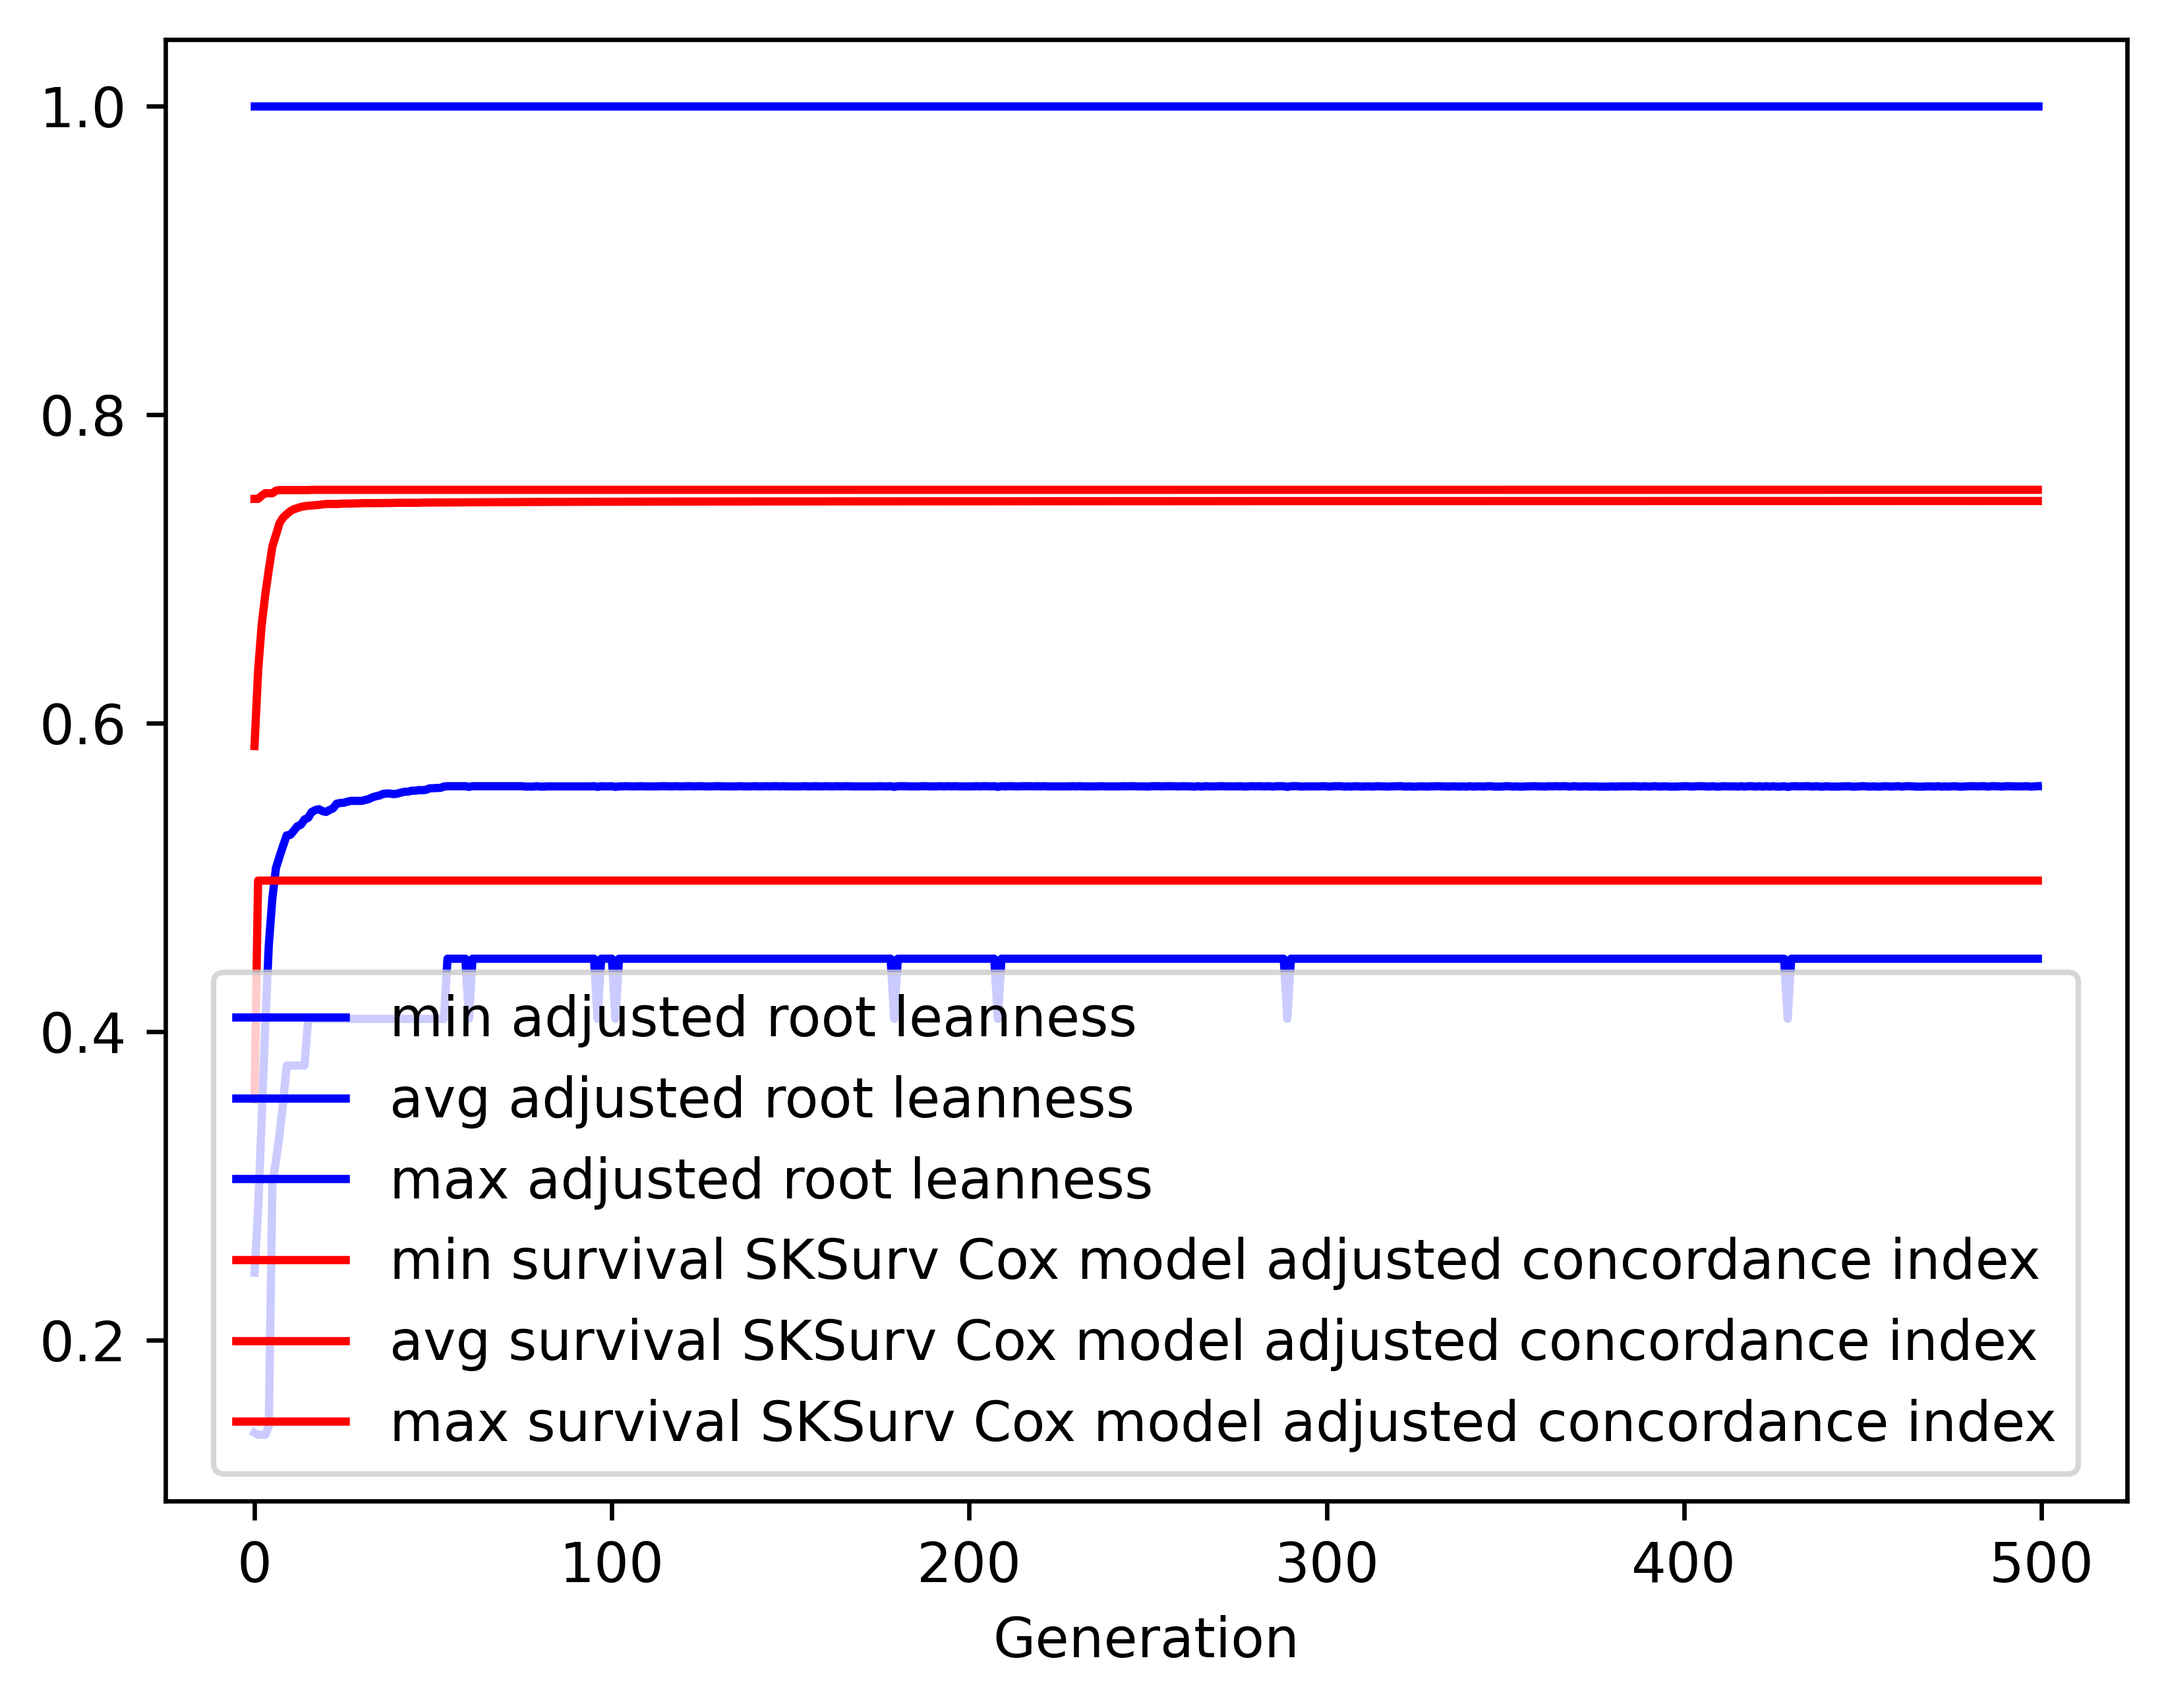 1.0
0.8
0.6
0.4
0.2
min adjusted root leanness
avg adjusted root leanness
max adjusted root leanness
min survival SKSurv Cox model adjusted concordance index
avg survival SKSurv Cox model adjusted concordance index
max survival SKSurv Cox model adjusted concordance index
0 100 200 300 400 500
Generation